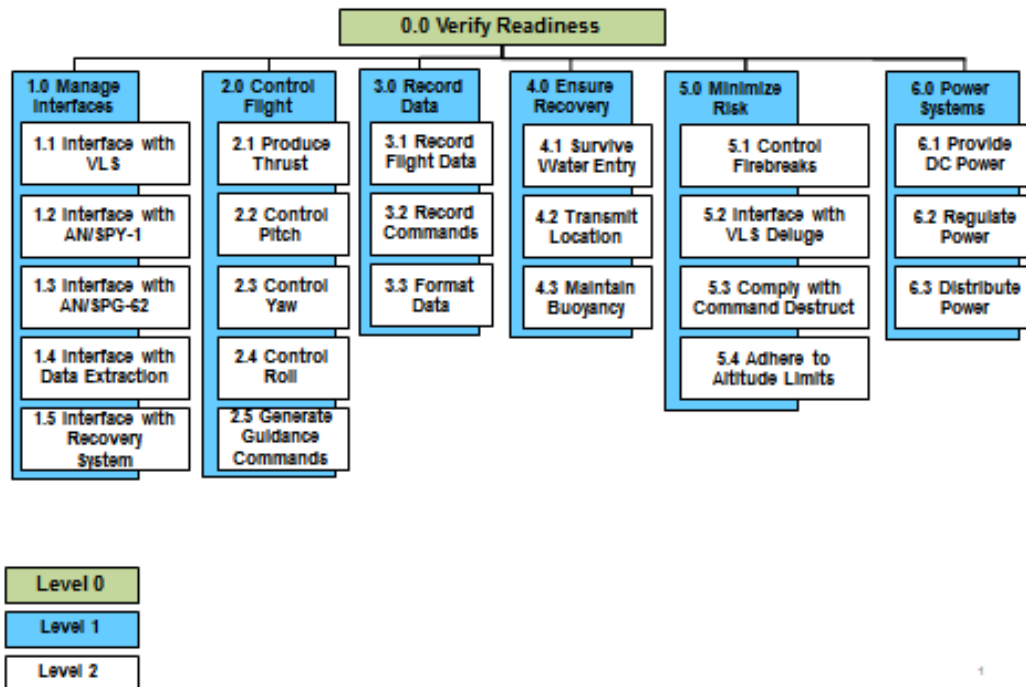 0.0 Verify Readiness
1.0 Manage
Interfaces
1.1 Interface with
VLS
1.2 Interface with
AN/SPY-1
1.3 Interface with
AN/SPG-62
1.4 Interface with
Data Extraction
1.5 Interface with
Recovery
System
2.0 Control
Flight
2.1 Produce
Thrust
2.2 Control
Pitch
2.3 Control
Yaw
2.4 Control
Roll
2.5 Generate
Guidance
Commands
3.0 Record
Data
3.1 Record
Flight Data
3.2 Record
Commands
3.3 Format
Data
4.0 Ensure
Recovery
4.1 Survive
Water Entry
4.2 Transmit
Location
4.3 Maintain
Buoyancy
5.0 Minimize
Risk
5.1 Control
Firebreaks
5.2 Interface with
VLS Deluge
5.3 Comply with
Command Destruct
5.4 Adhere to
Altitude Limits
6.0 Power
Systems
6.1 Provide
DC Power
6.2 Regulate
Power
6.3 Distribute
Power
Level 0
Level 1
Level 2
1